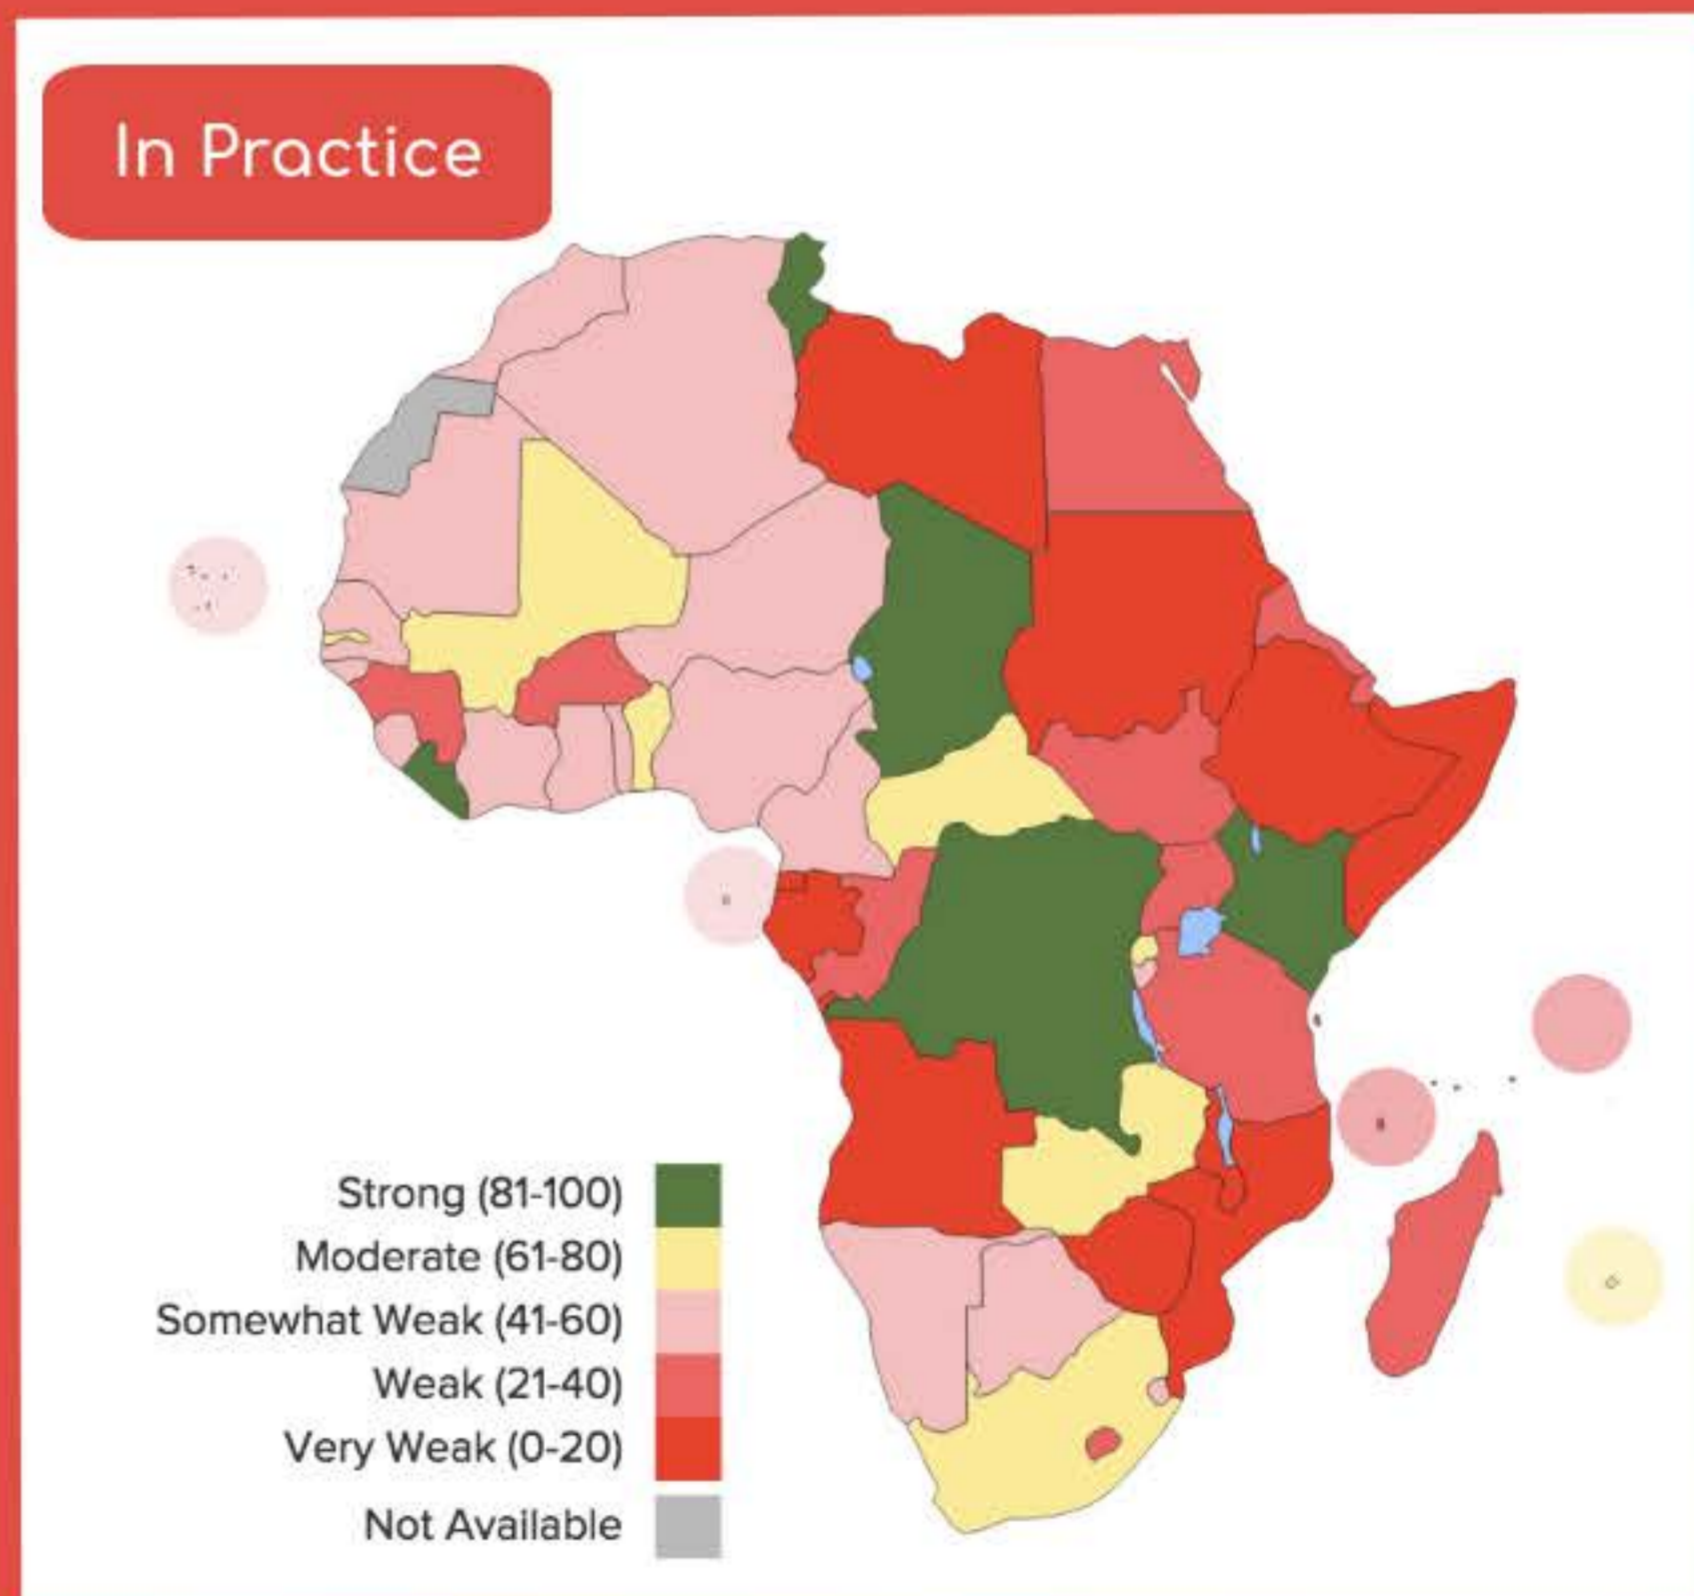 In Practice
Strong (81-100)
Moderate (61-80)
Somewhat Weak (41-60)
Weak (21-40)
Very Weak (0-20)
Not Available